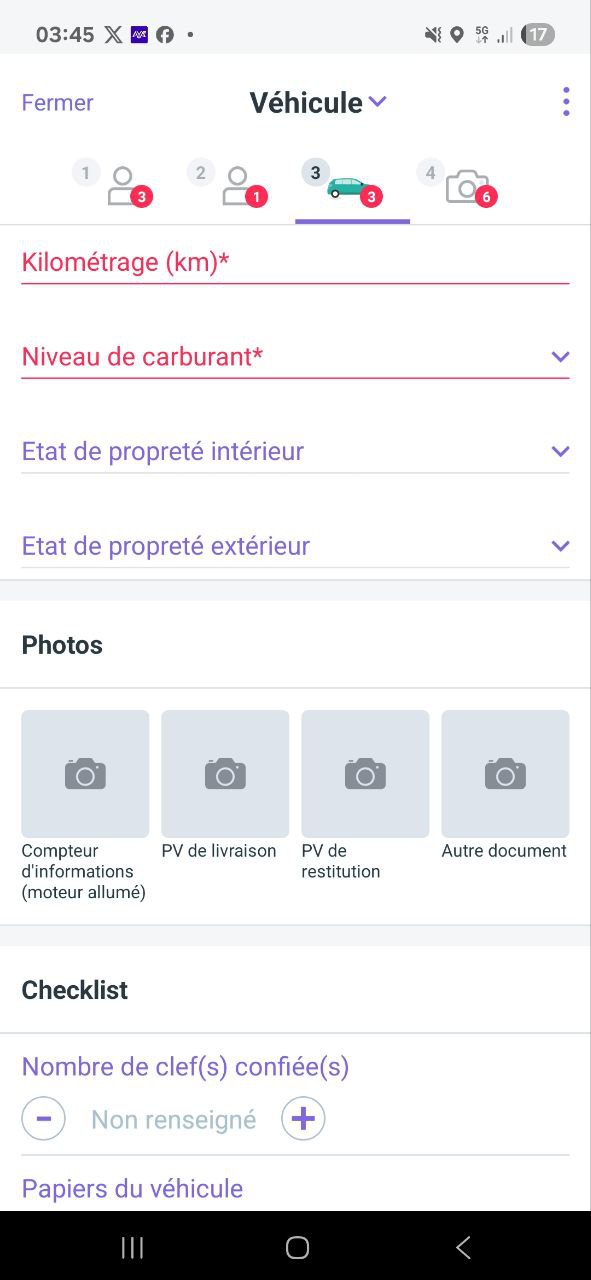 03:45 5G 17
Fermer Véhicule
1 3 2 1 3 3 4 6
Kilométrage (km)*
Niveau de carburant*
Etat de propreté intérieur
Etat de propreté extérieur
Photos
Compteur d'informations (moteur allumé)
PV de livraison
PV de restitution
Autre document
Checklist
Nombre de clef(s) confiée(s)
Non renseigné
Papiers du véhicule